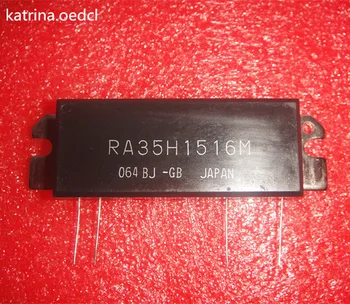 katrina.oedcl
RA35H1516M
064 BJ -GB JAPAN